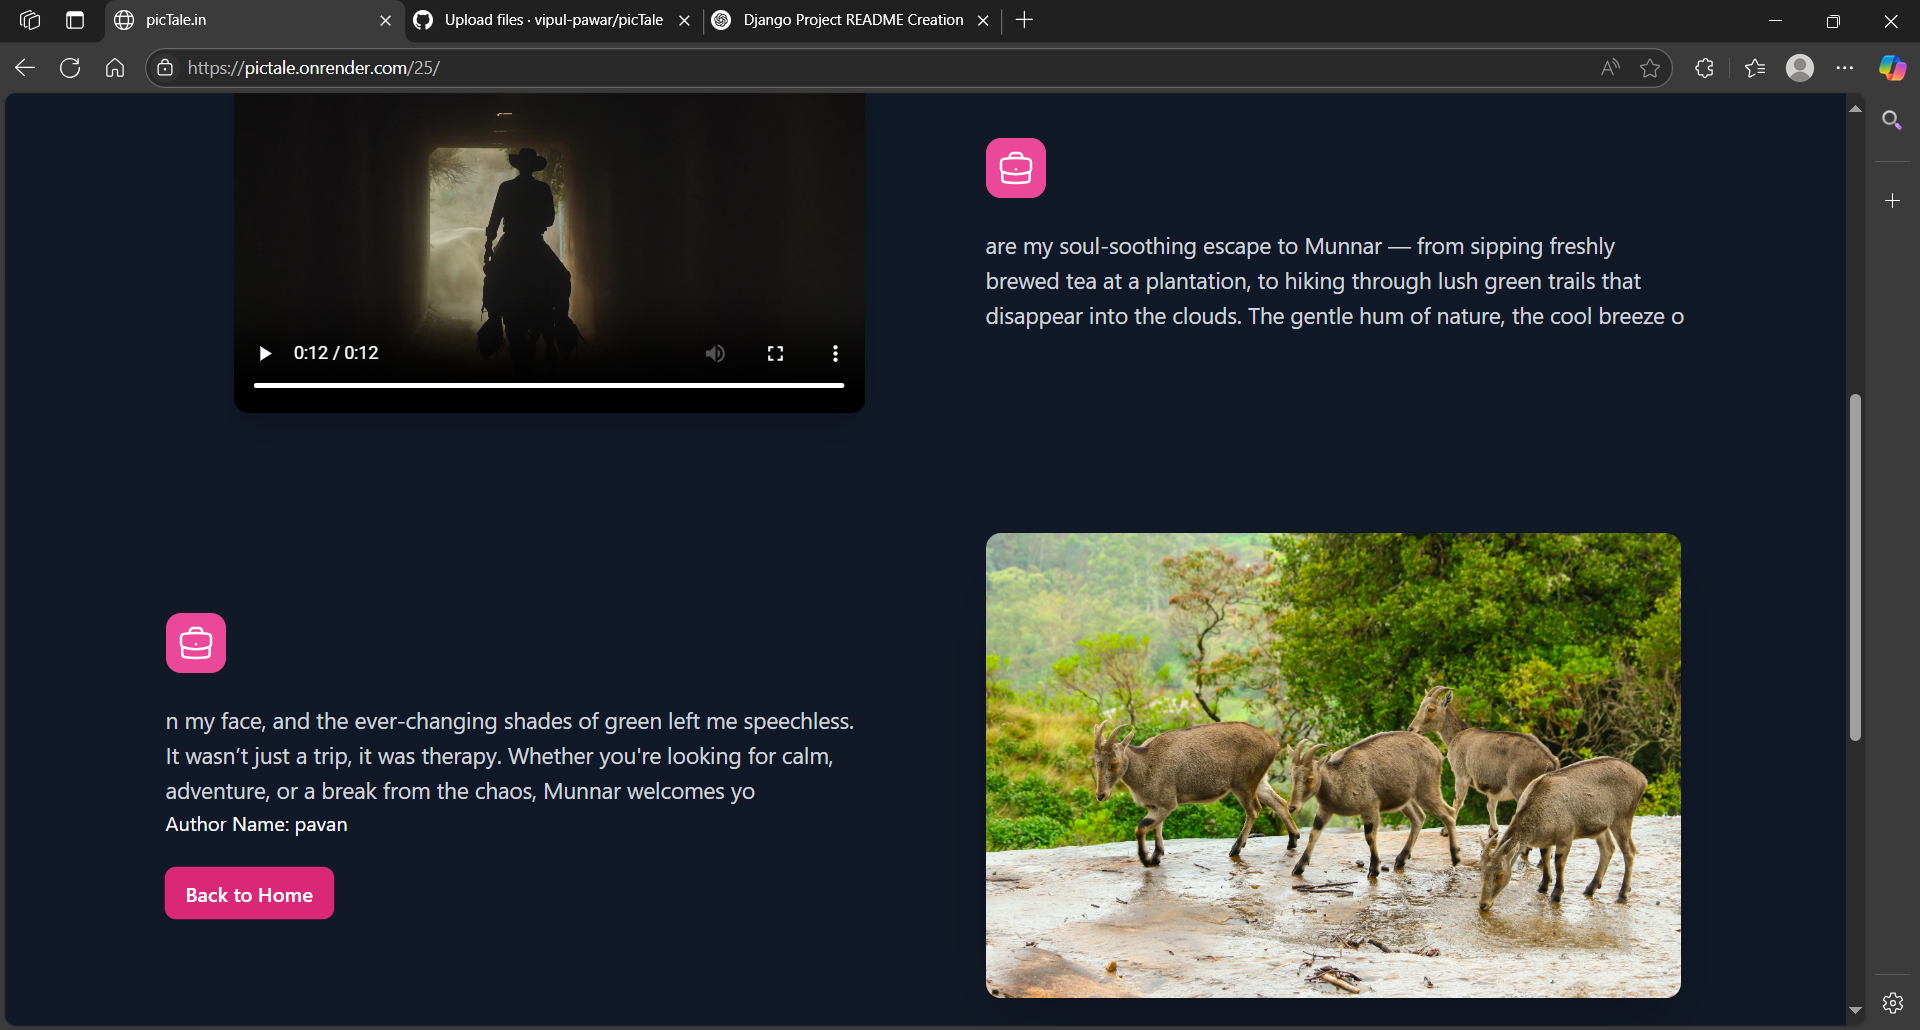 picTale.in
Upload files · vipul-pawar/picTale
Django Project README Creation
https://pictale.onrender.com/25/
are my soul-soothing escape to Munnar — from sipping freshly
brewed tea at a plantation, to hiking through lush green trails that
disappear into the clouds. The gentle hum of nature, the cool breeze o
0:12 / 0:12
n my face, and the ever-changing shades of green left me speechless.
It wasn’t just a trip, it was therapy. Whether you're looking for calm,
adventure, or a break from the chaos, Munnar welcomes yo
Author Name: pavan
Back to Home